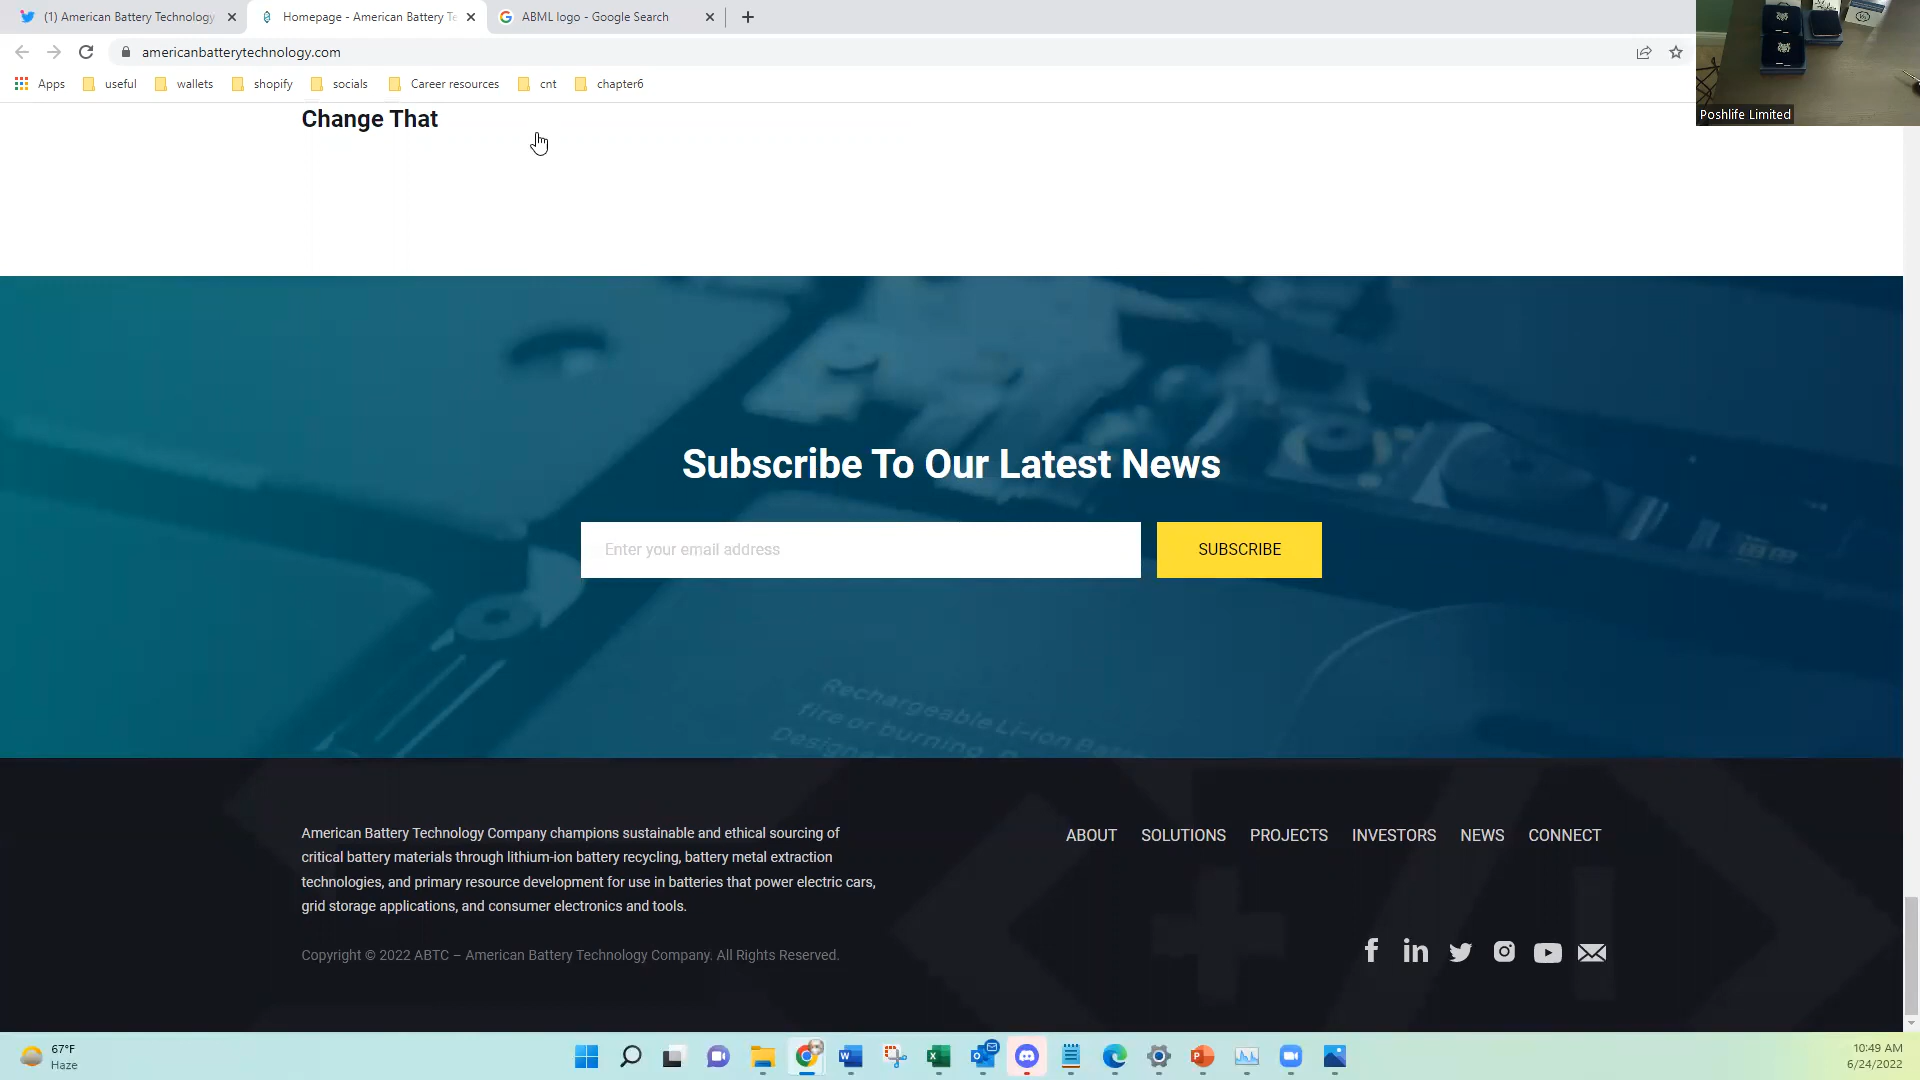 (1) American Battery Technology
Homepage - American Battery Te
ABML logo - Google Search
americanbatterytechnology.com
Apps
useful
wallets
shopify
socials
Career resources
cnt
chapter6
Poshlife Limited
Change That
Subscribe To Our Latest News
Enter your email address
SUBSCRIBE
Rechargeable Li-ion Batt
fire or burning.
Designe
American Battery Technology Company champions sustainable and ethical sourcing of
critical battery materials through lithium-ion battery recycling, battery metal extraction
technologies, and primary resource development for use in batteries that power electric cars,
grid storage applications, and consumer electronics and tools.
Copyright © 2022 ABTC – American Battery Technology Company. All Rights Reserved.
ABOUT
SOLUTIONS
PROJECTS
INVESTORS
NEWS
CONNECT
67°F
Haze
10:49 AM
6/24/2022